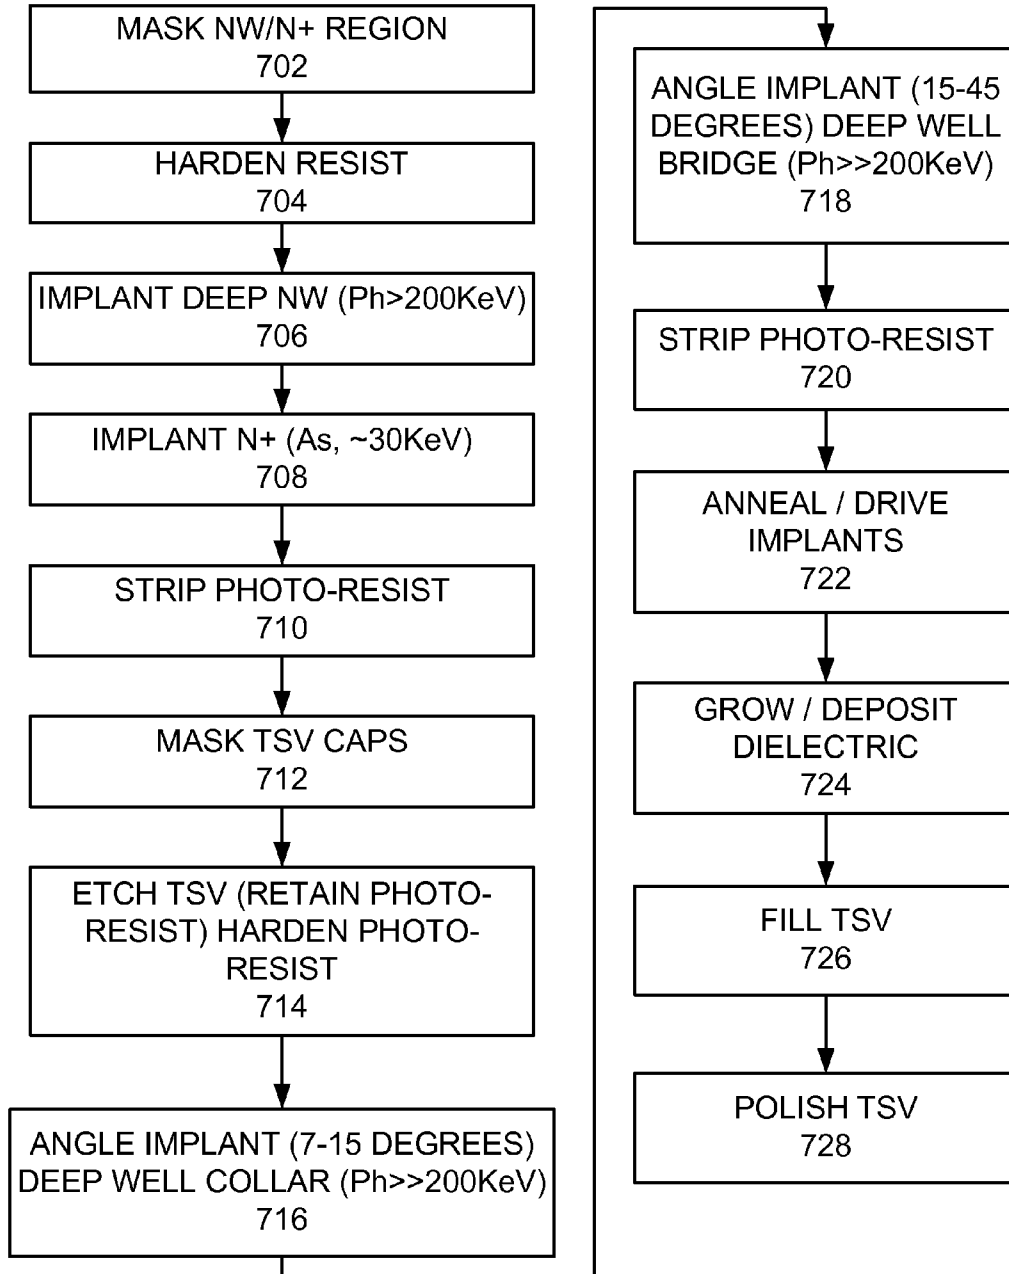 MASK NW/N+ REGION
702
HARDEN RESIST
704
IMPLANT DEEP NW (Ph>200KeV)
706
IMPLANT N+ (As, ~30KeV)
708
STRIP PHOTO-RESIST
710
MASK TSV CAPS
712
ETCH TSV (RETAIN PHOTO-
RESIST) HARDEN PHOTO-
RESIST
714
ANGLE IMPLANT (7-15 DEGREES)
DEEP WELL COLLAR (Ph>>200KeV)
716
ANGLE IMPLANT (15-45
DEGREES) DEEP WELL
BRIDGE (Ph>>200KeV)
718
STRIP PHOTO-RESIST
720
ANNEAL / DRIVE
IMPLANTS
722
GROW / DEPOSIT
DIELECTRIC
724
FILL TSV
726
POLISH TSV
728